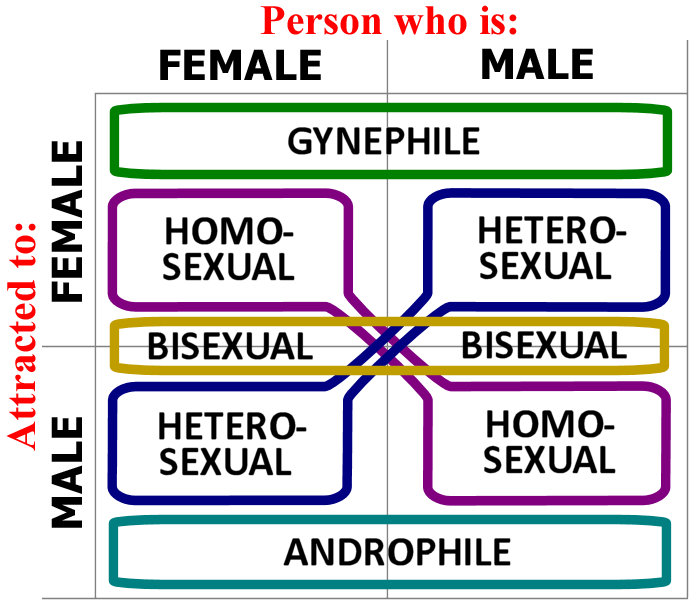 Person who is:
FEMALE MALE
Attracted to:
FEMALE
MALE
GYNEPHILE
HOMO-
SEXUAL
HETERO-
SEXUAL
BISEXUAL BISEXUAL
HETERO-
SEXUAL
HOMO-
SEXUAL
ANDROPHILE